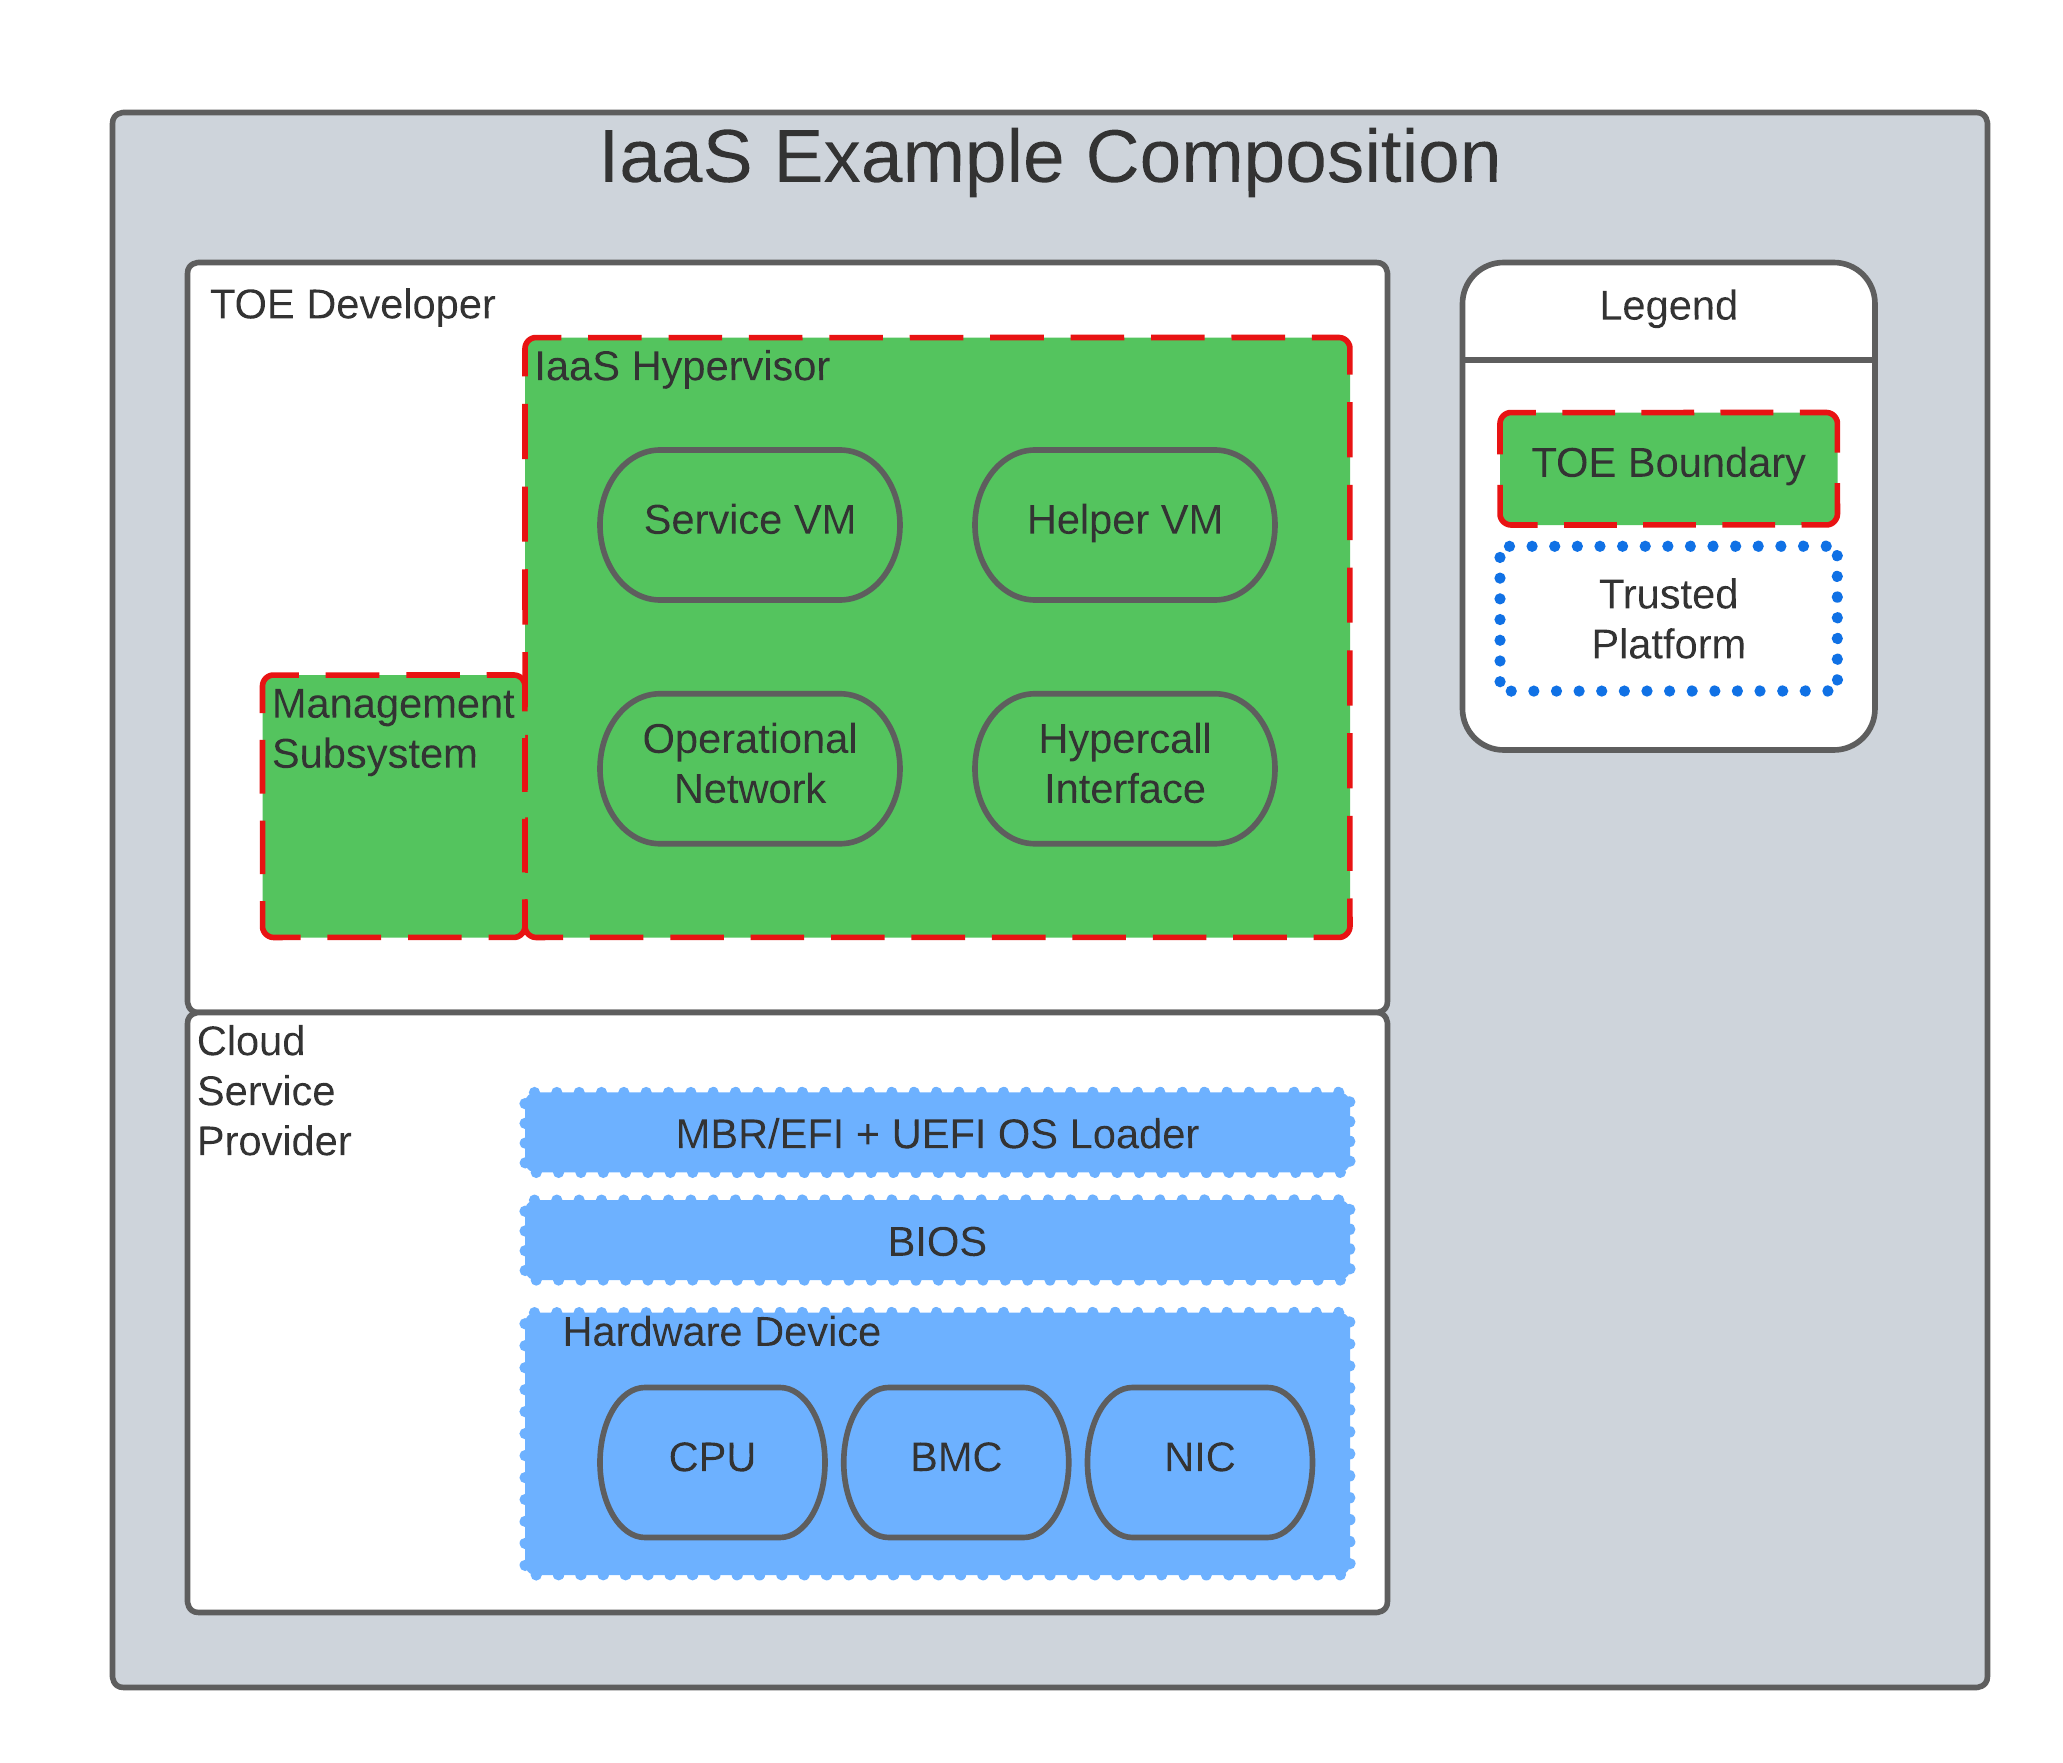 IaaS Example Composition
TOE Developer
IaaS Hypervisor
Service VM
Helper VM
Management
Subsystem
Operational
Network
Hypercall
Interface
Legend
TOE Boundary
Trusted
Platform
Cloud
Service
Provider
MBR/EFI + UEFI OS Loader
BIOS
Hardware Device
CPU
BMC
NIC